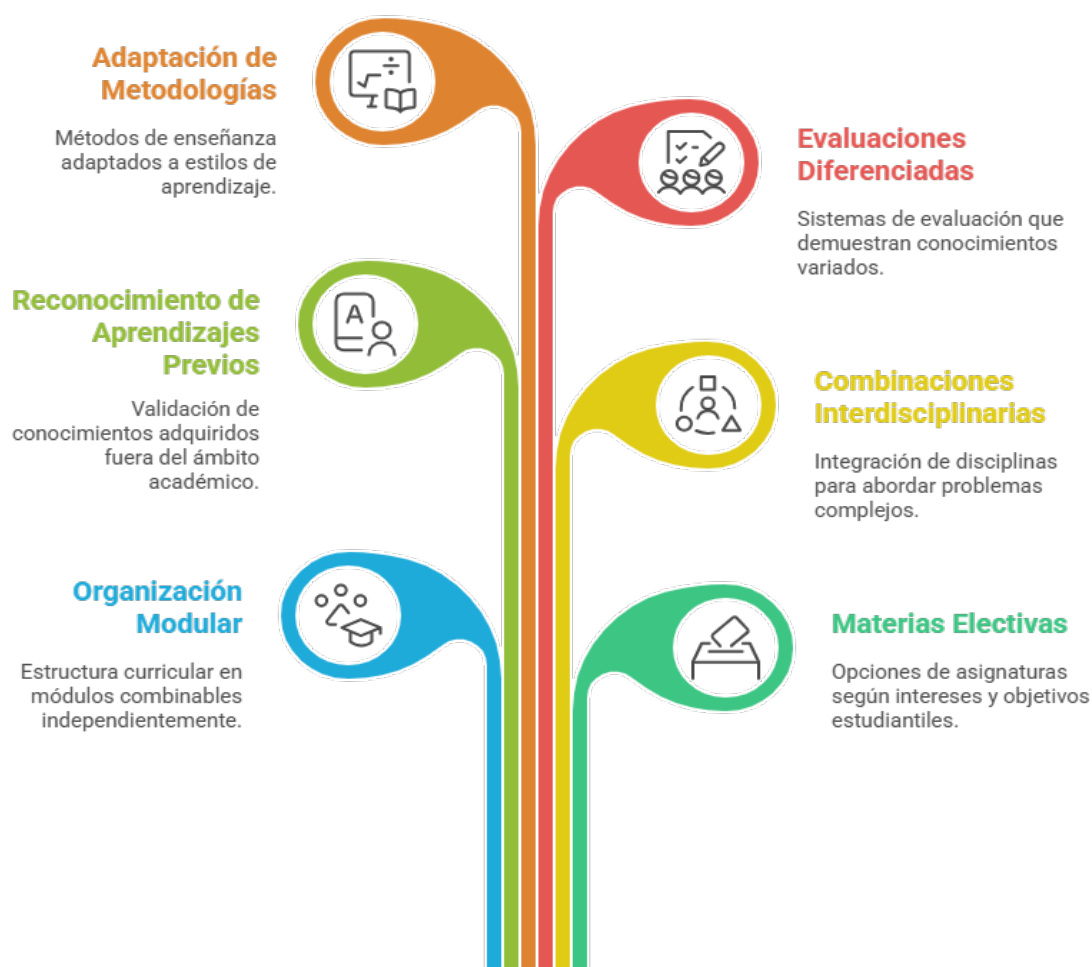 Adaptación de
Metodologías
Métodos de enseñanza
adaptados a estilos de
aprendizaje.
Evaluaciones
Diferenciadas
Sistemas de evaluación que
demuestran conocimientos
variados.
Reconocimiento de
Aprendizajes
Previos
Validación de
conocimientos adquiridos
fuera del ámbito
académico.
Combinaciones
Interdisciplinarias
Integración de disciplinas
para abordar problemas
complejos.
Organización
Modular
Estructura curricular en
módulos combinables
independientemente.
Materias Electivas
Opciones de asignaturas
según intereses y objetivos
estudiantiles.
A